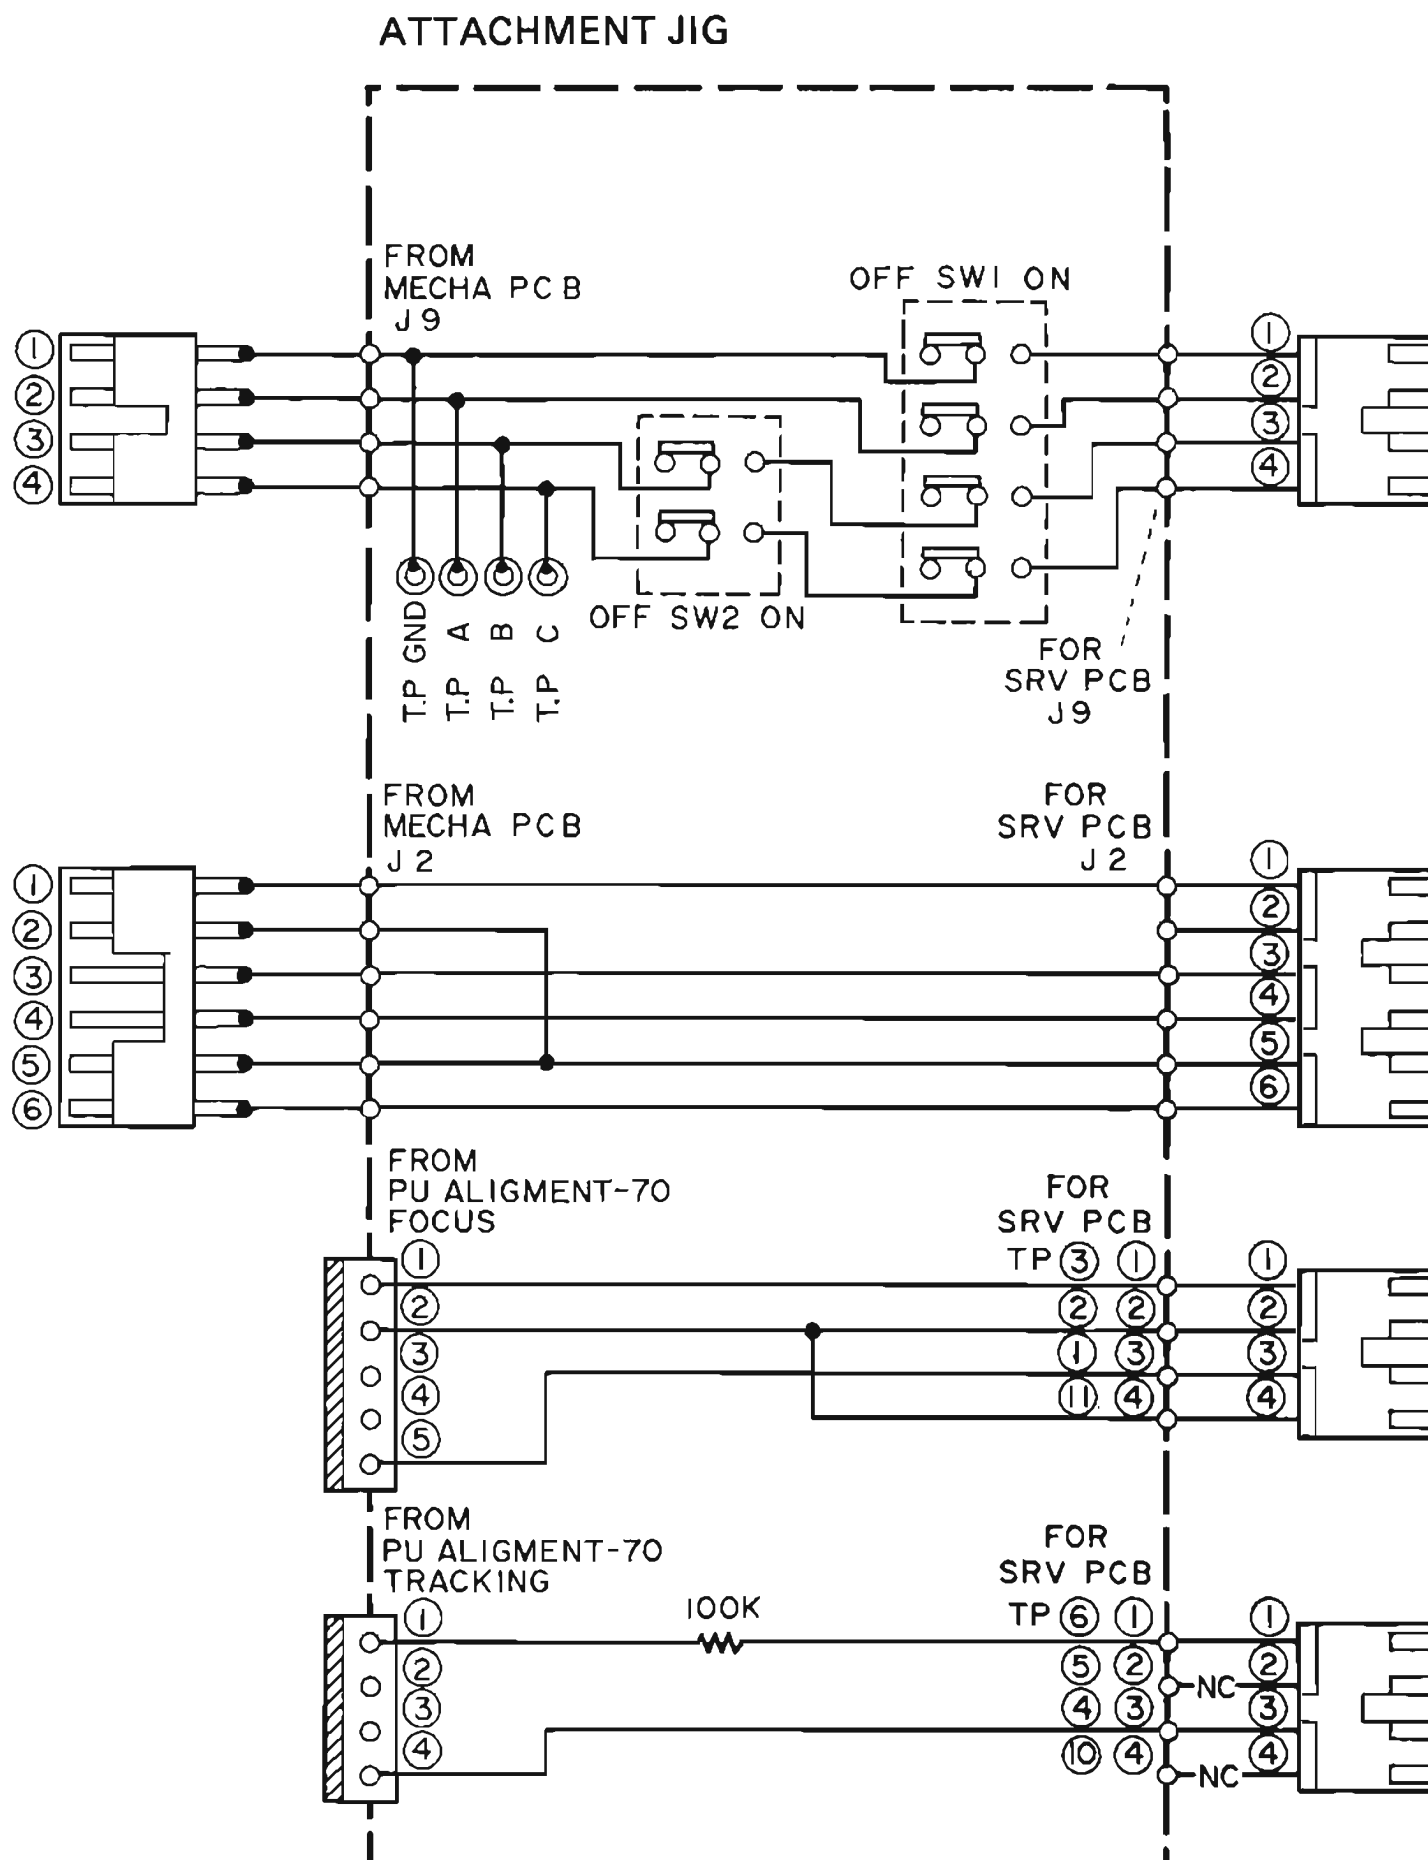 ATTACHMENT JIG
FROM
MECHA PCB
J9
OFF SW1 ON
① ①
② ②
③ ③
④ ④
OFF SW2 ON
T.P GND
T.P A
T.P B
T.P C
FOR
SRV PCB
J9
FROM
MECHA PCB
J2
FOR
SRV PCB
J2
① ①
② ②
③ ③
④ ④
⑤ ⑤
⑥ ⑥
FROM
PU ALIGMENT-70
FOCUS
FOR
SRV PCB
① TP ③ ① ①
② ② ② ②
③ ① ③ ③
④ ⑪ ④ ④
⑤
FROM
PU ALIGMENT-70
TRACKING
FOR
SRV PCB
① 100K TP ⑥ ① ①
② ⑤ ② NC ②
③ ④ ③ ③
④ ⑩ ④ NC ④